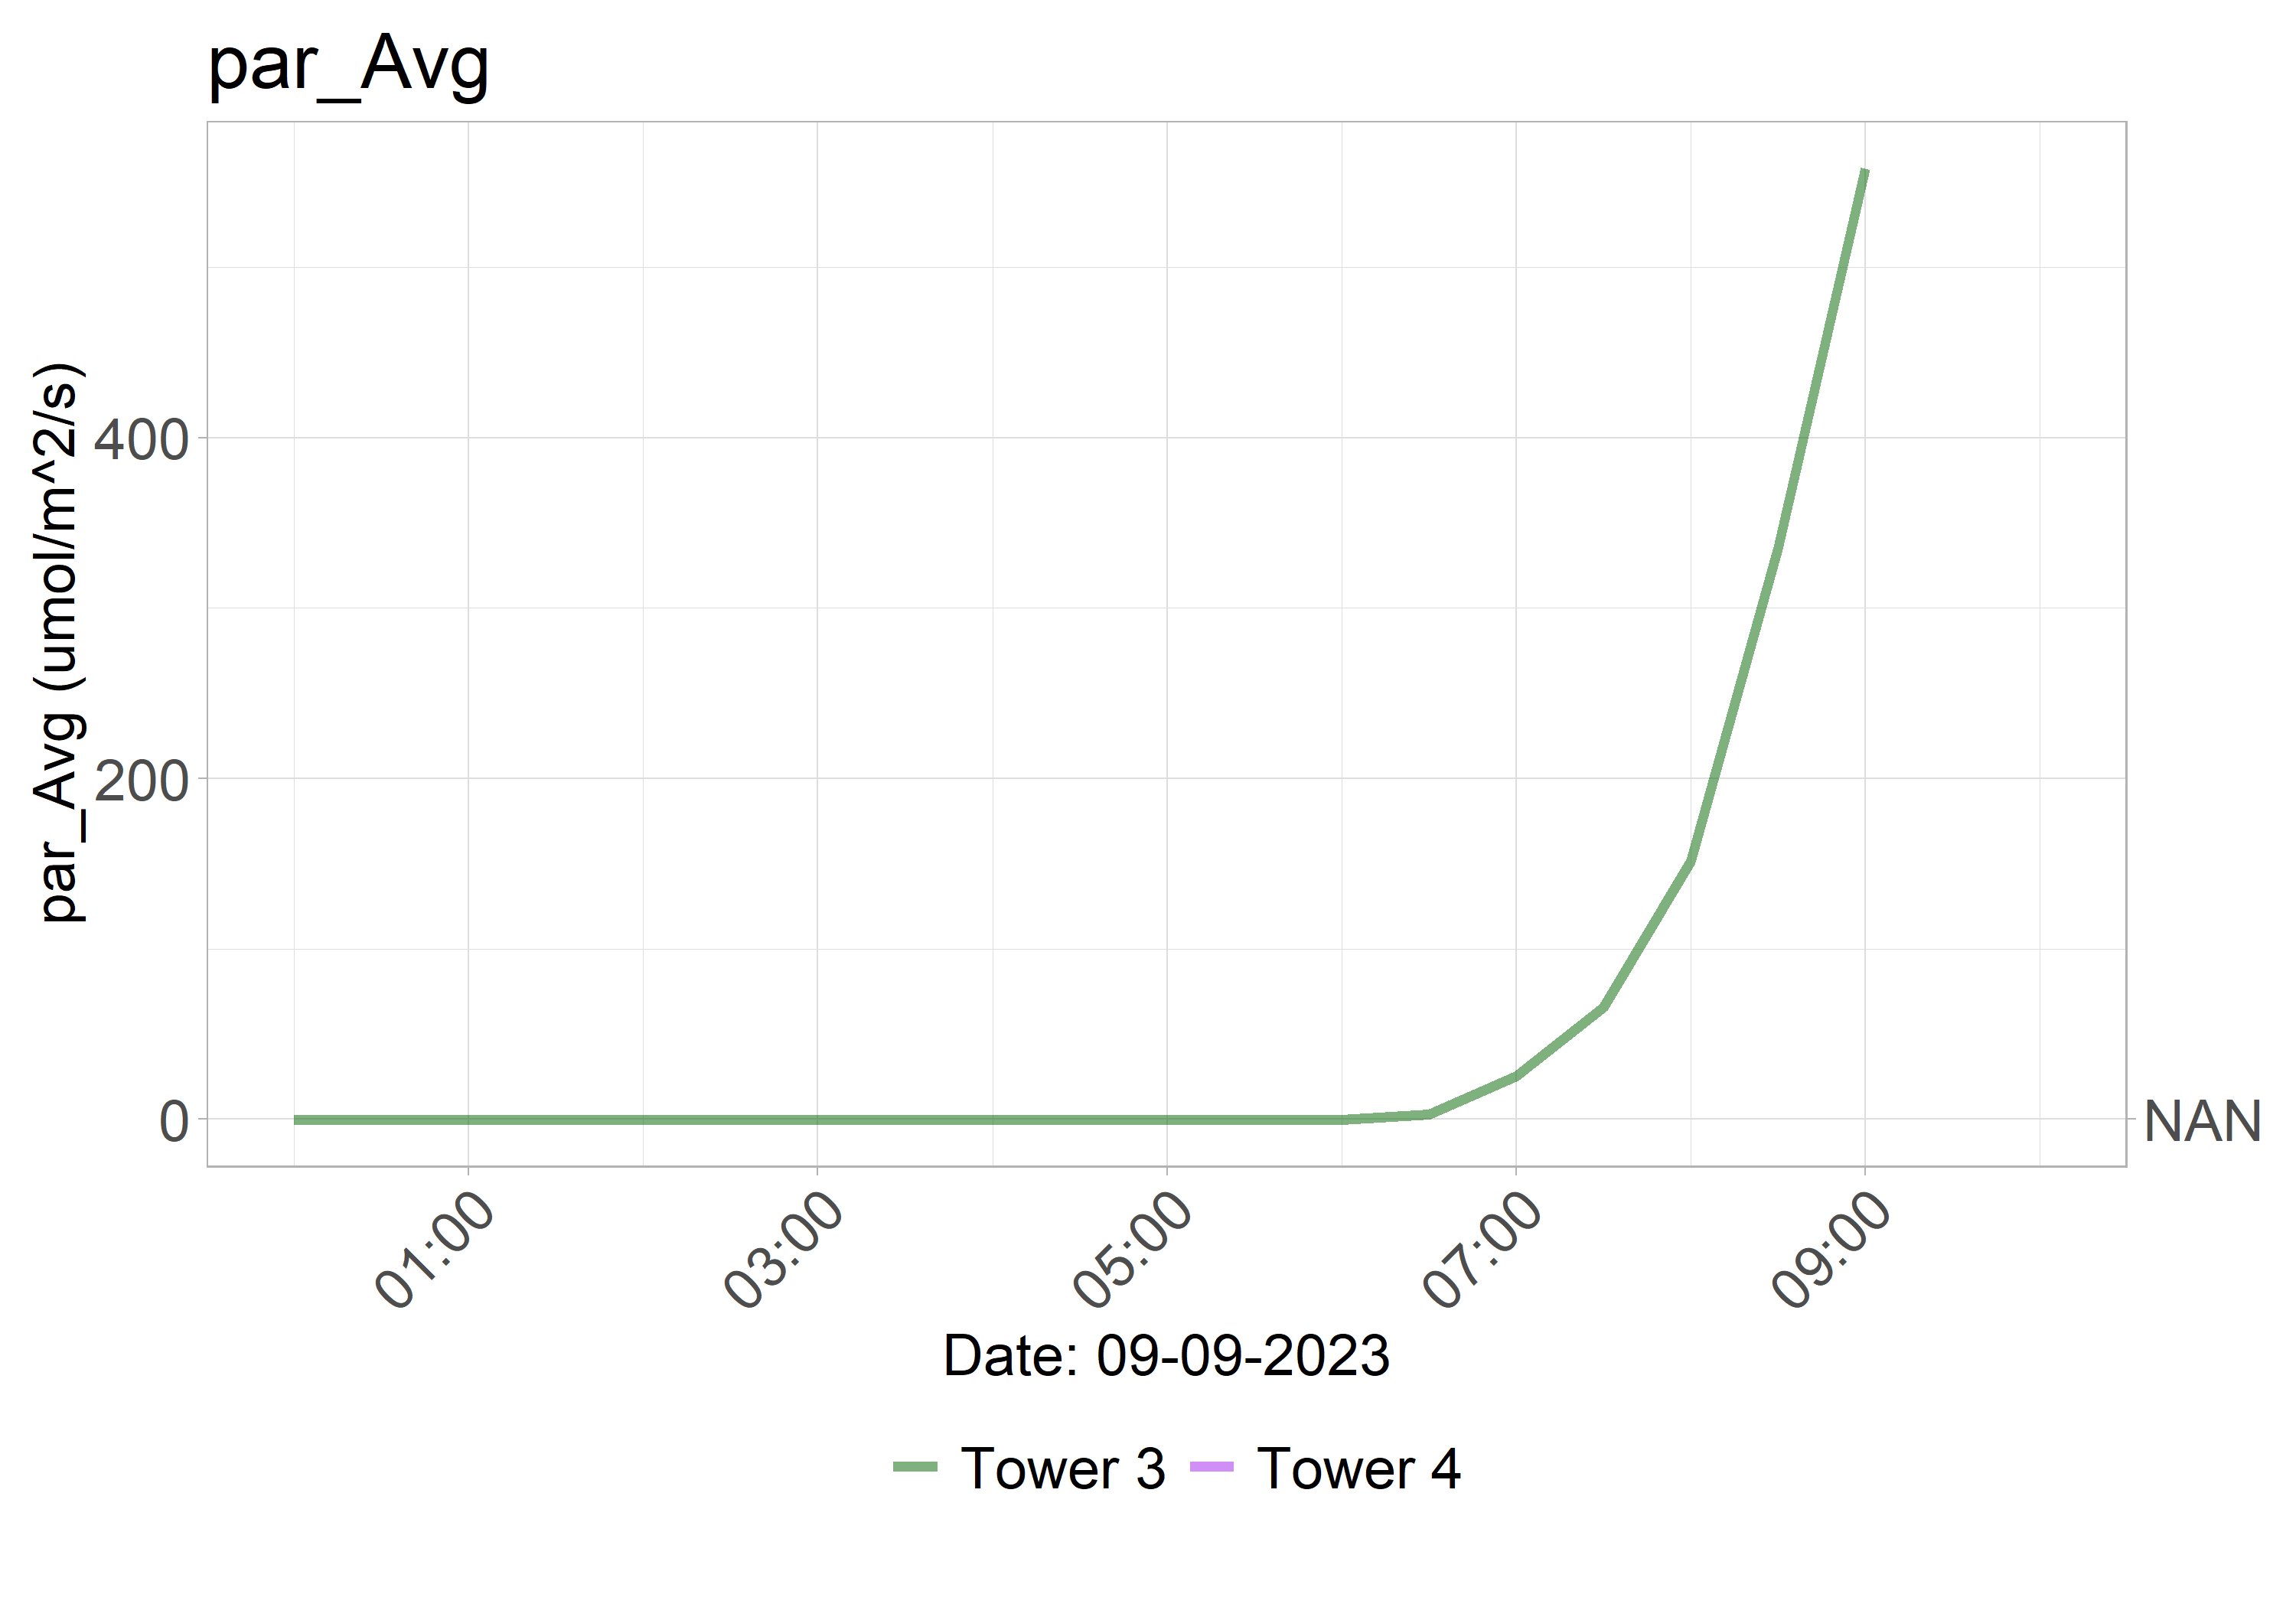 par_Avg
par_Avg (umol/m^2/s)
400
200
0
NAN
01:00
03:00
05:00
07:00
09:00
Date: 09-09-2023
Tower 3
Tower 4